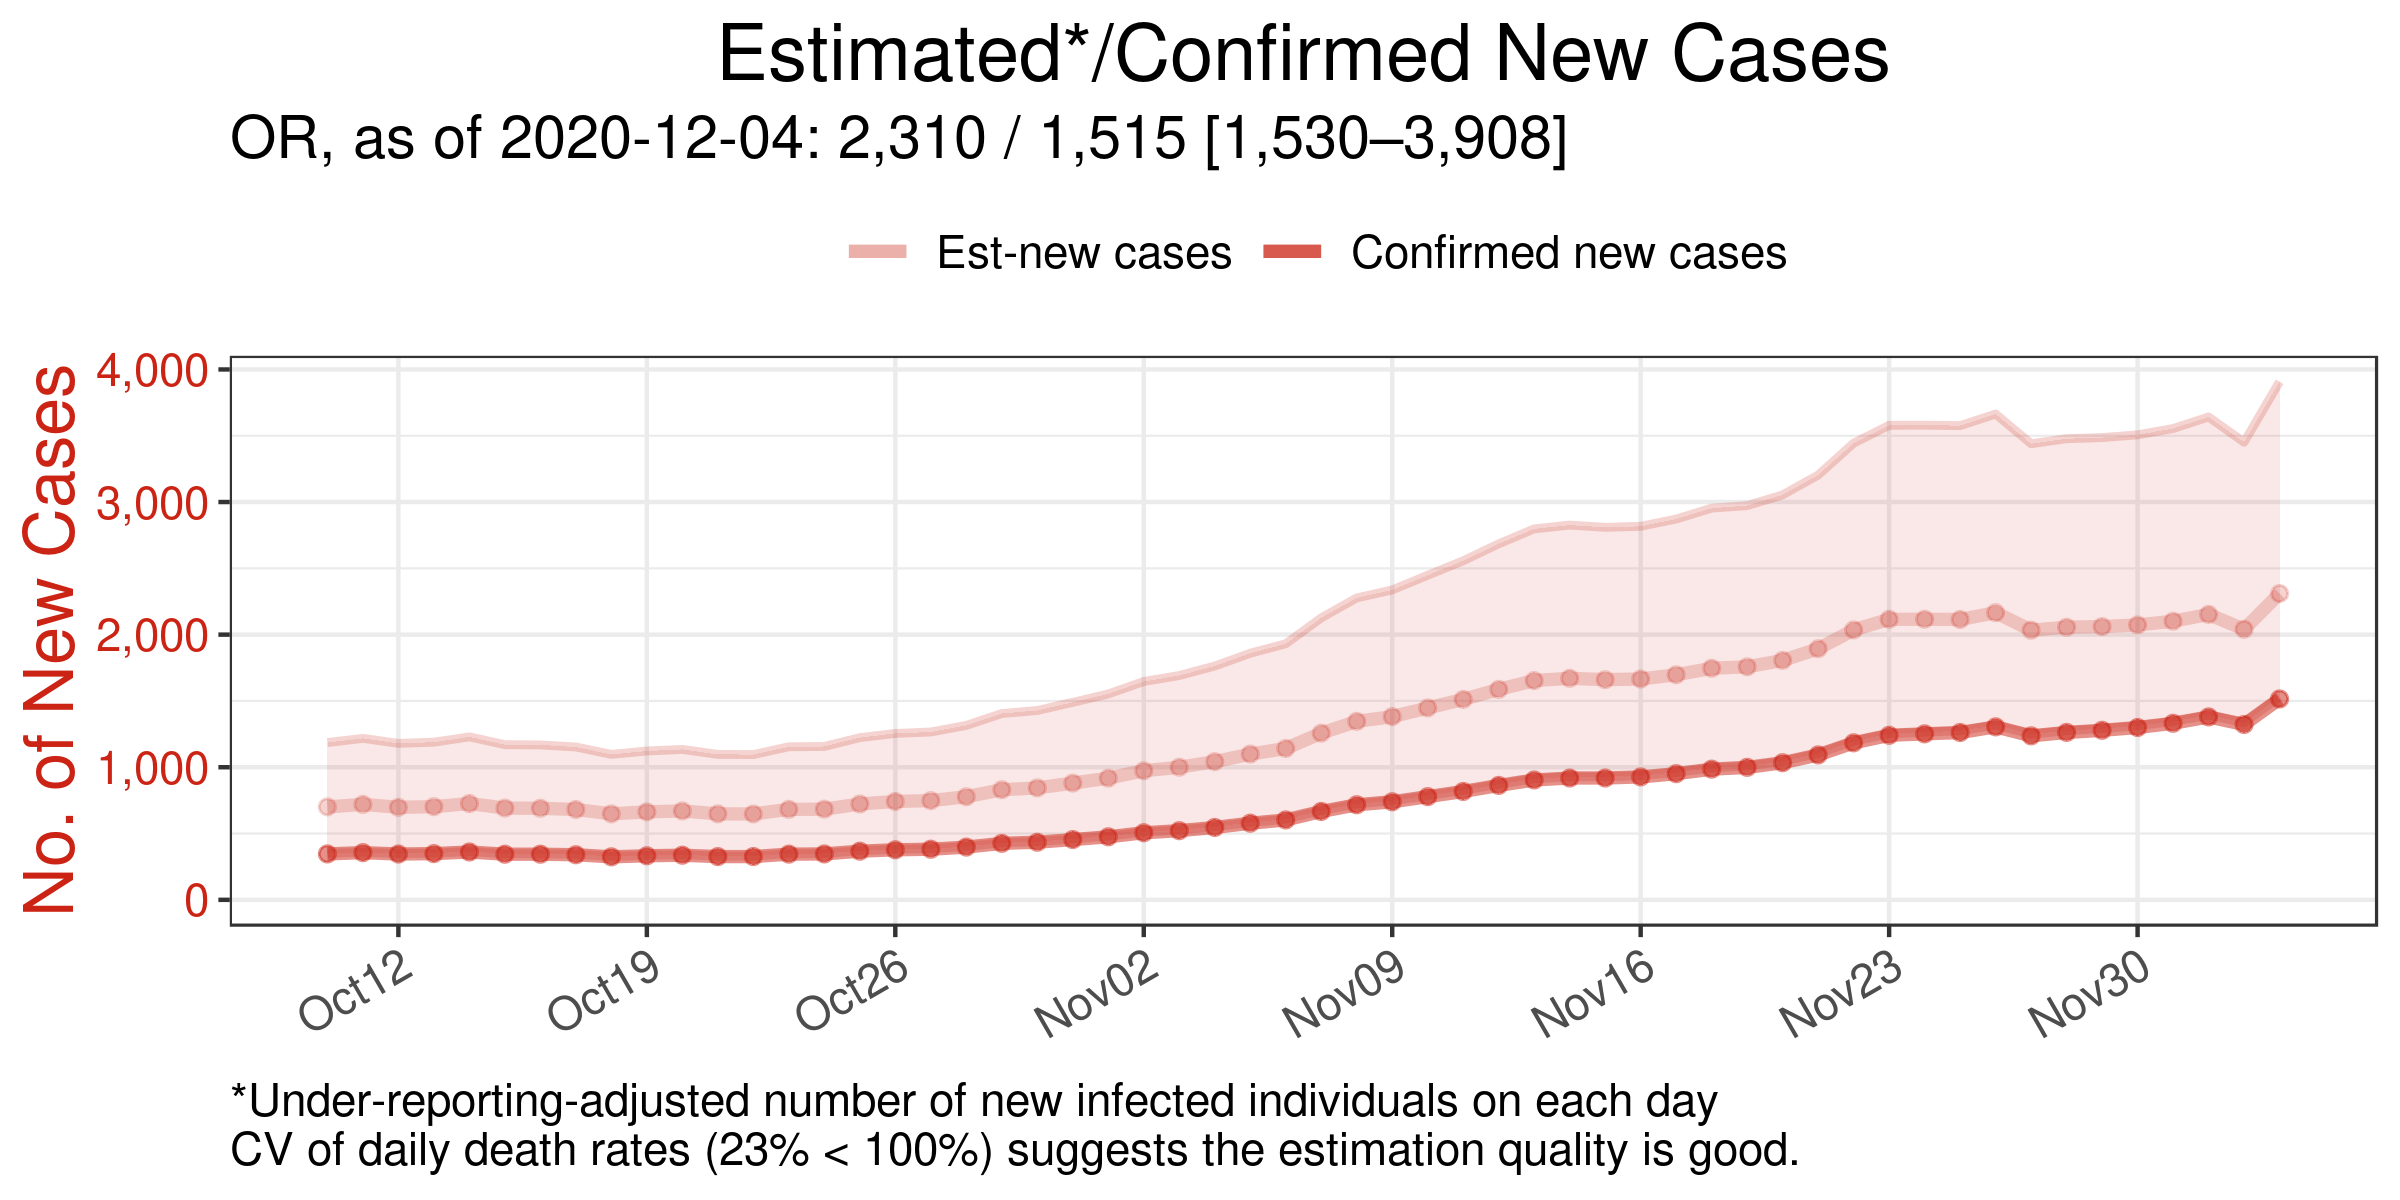 Estimated*/Confirmed New Cases
OR, as of 2020-12-04: 2,310 / 1,515 [1,530–3,908]
Est-new cases Confirmed new cases
No. of New Cases
4,000
3,000
2,000
1,000
0
Oct12 Oct19 Oct26 Nov02 Nov09 Nov16 Nov23 Nov30
*Under-reporting-adjusted number of new infected individuals on each day
CV of daily death rates (23% < 100%) suggests the estimation quality is good.